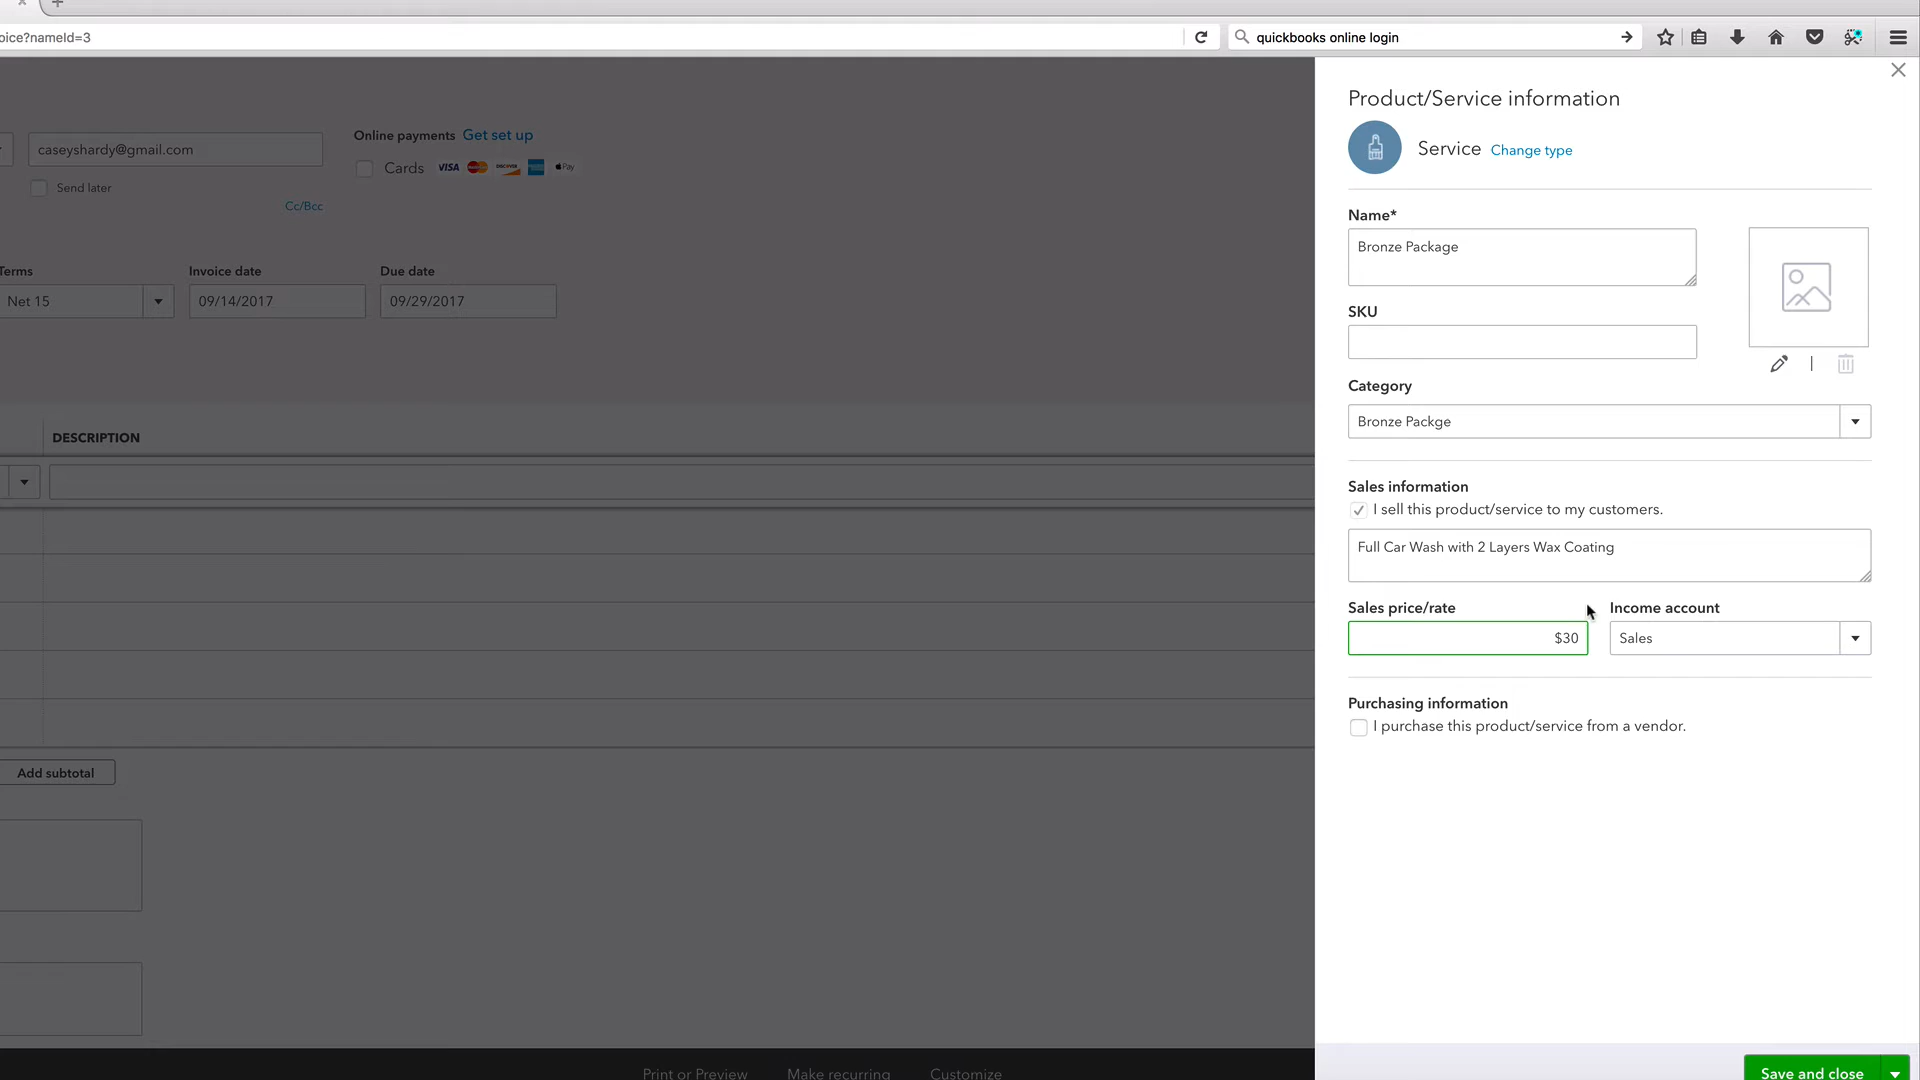 oice?nameId=3
quickbooks online login
Product/Service information
Service Change type
caseyshardy@gmail.com
Online payments Get set up
Cards VISA DISCOVER Pay
Send later
Cc/Bcc
Terms
Net 15
Invoice date
09/14/2017
Due date
09/29/2017
DESCRIPTION
Add subtotal
Print or Preview Make recurring Customize
Name*
Bronze Package
SKU
Category
Bronze Packge
Sales information
I sell this product/service to my customers.
Full Car Wash with 2 Layers Wax Coating
Sales price/rate
$30
Income account
Sales
Purchasing information
I purchase this product/service from a vendor.
Save and close